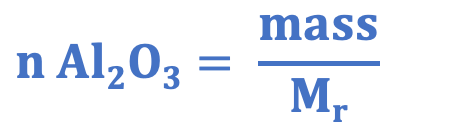 n Al₂O₃ = mass
Mᵣ